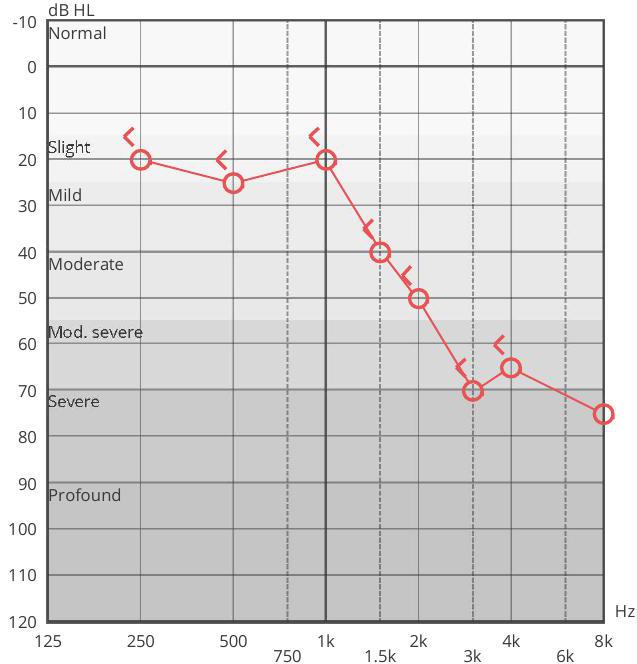 dB HL
-10
Normal
0
10
Slight
20
Mild
30
40
Moderate
50
Mod. severe
60
70
Severe
80
90
Profound
100
110
120
Hz
125 250 500 1k 2k 4k 8k
750 1.5k 3k 6k